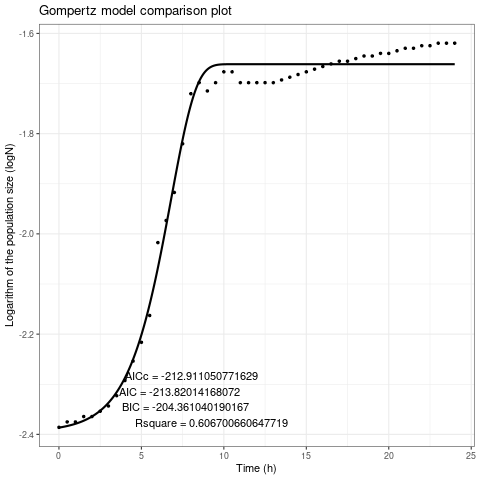 Gompertz model comparison plot
-1.6
-1.8
-2.0
-2.2
-2.4
Logarithm of the population size (logN)
AICc = -212.911050771629
AIC = -213.82014168072
BIC = -204.361040190167
Rsquare = 0.606700660647719
0 5 10 15 20 25
Time (h)